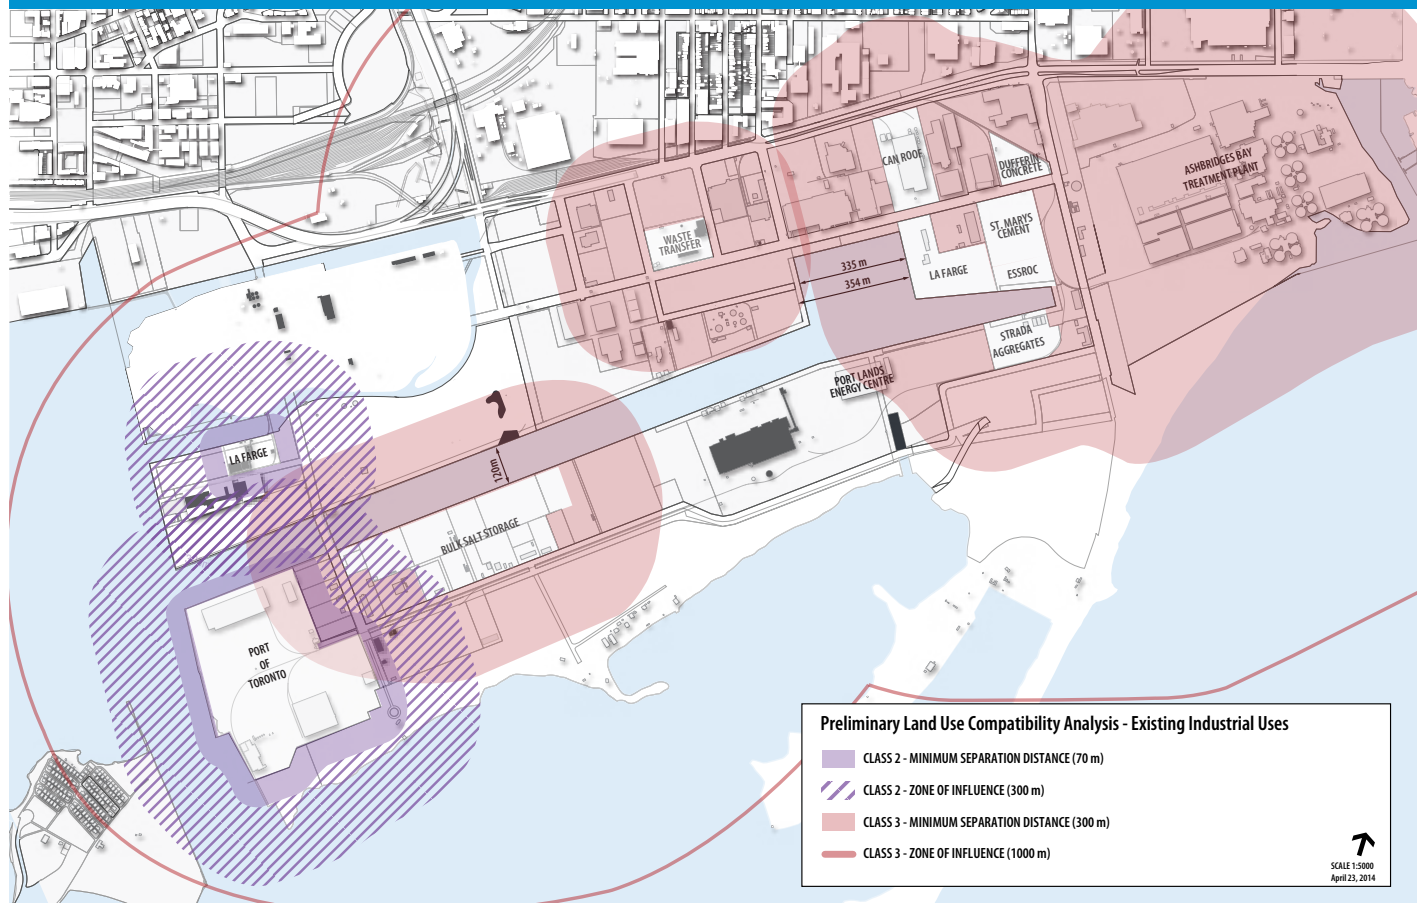 CAN ROOF
DUFFERIN
CONCRETE
ASHBRIDGES BAY
TREATMENT PLANT
WASTE
TRANSFER
ST. MARYS
CEMENT
335 m
354 m
LA FARGE
ESSROC
STRADA
AGGREGATES
PORT LANDS
ENERGY CENTRE
LA FARGE
120m
BULK SALT STORAGE
PORT
OF
TORONTO
Preliminary Land Use Compatibility Analysis - Existing Industrial Uses
CLASS 2 - MINIMUM SEPARATION DISTANCE (70 m)
CLASS 2 - ZONE OF INFLUENCE (300 m)
CLASS 3 - MINIMUM SEPARATION DISTANCE (300 m)
CLASS 3 - ZONE OF INFLUENCE (1000 m)
SCALE 1:5000
April 23, 2014